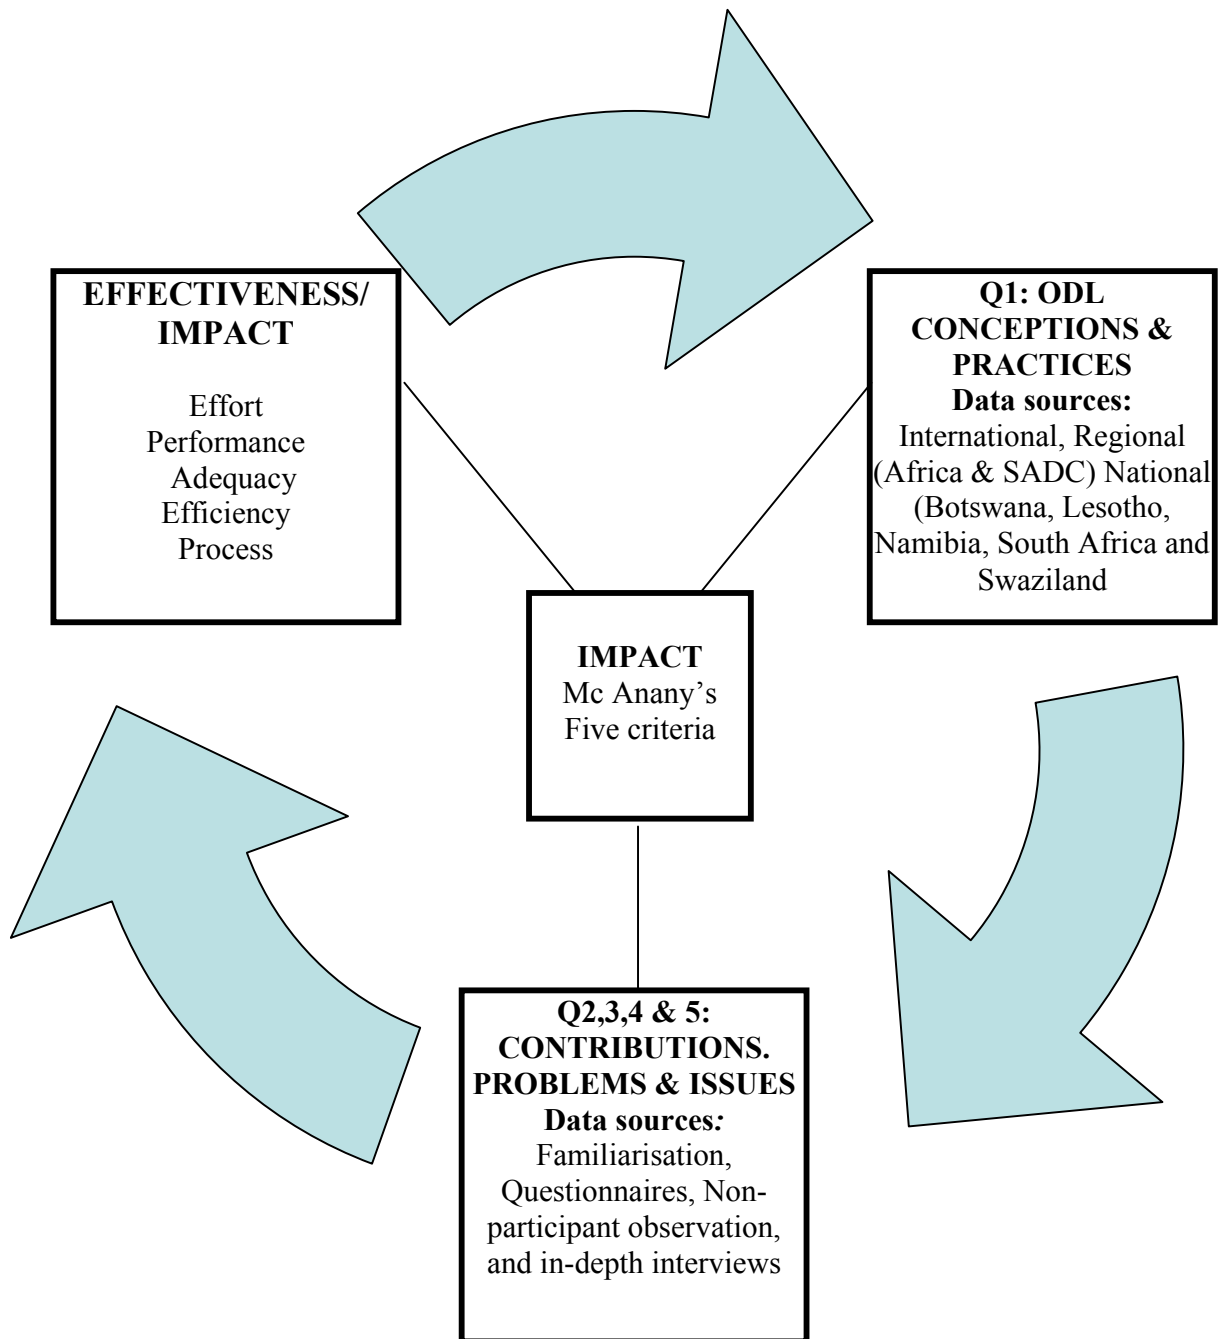 EFFECTIVENESS/
IMPACT
Effort
Performance
Adequacy
Efficiency
Process
Q1: ODL
CONCEPTIONS &
PRACTICES
Data sources:
International, Regional
(Africa & SADC) National
(Botswana, Lesotho,
Namibia, South Africa and
Swaziland
IMPACT
Mc Anany’s
Five criteria
Q2,3,4 & 5:
CONTRIBUTIONS.
PROBLEMS & ISSUES
Data sources:
Familiarisation,
Questionnaires, Non-
participant observation,
and in-depth interviews